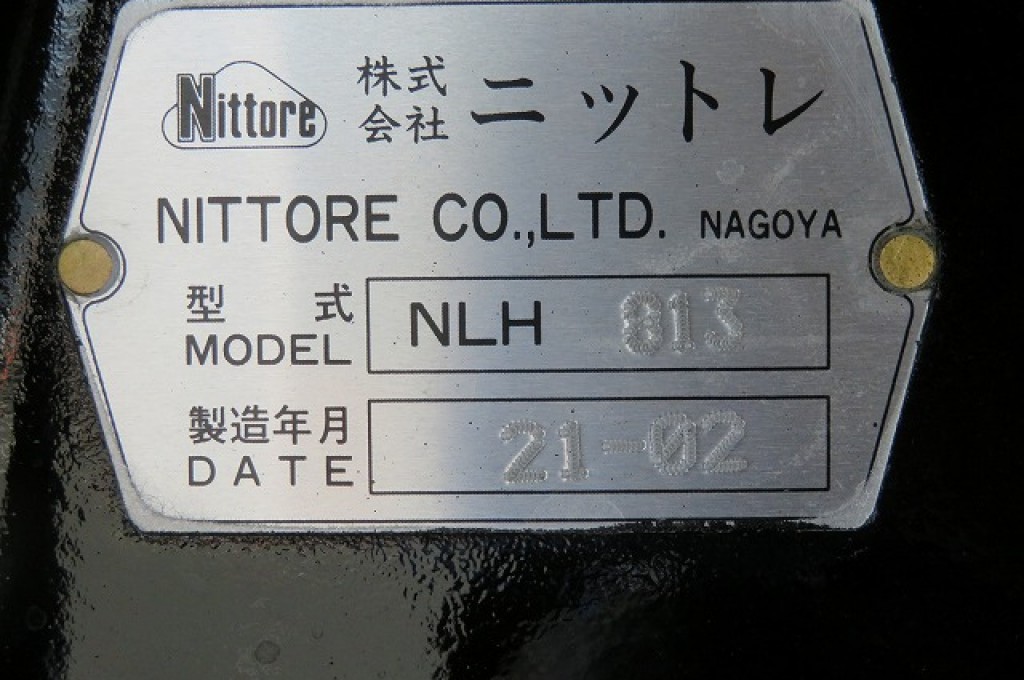 Nittore 株式会社 ニットレ
NITTORE CO.,LTD. NAGOYA
型式
MODEL NLH 013
製造年月
DATE 21-02